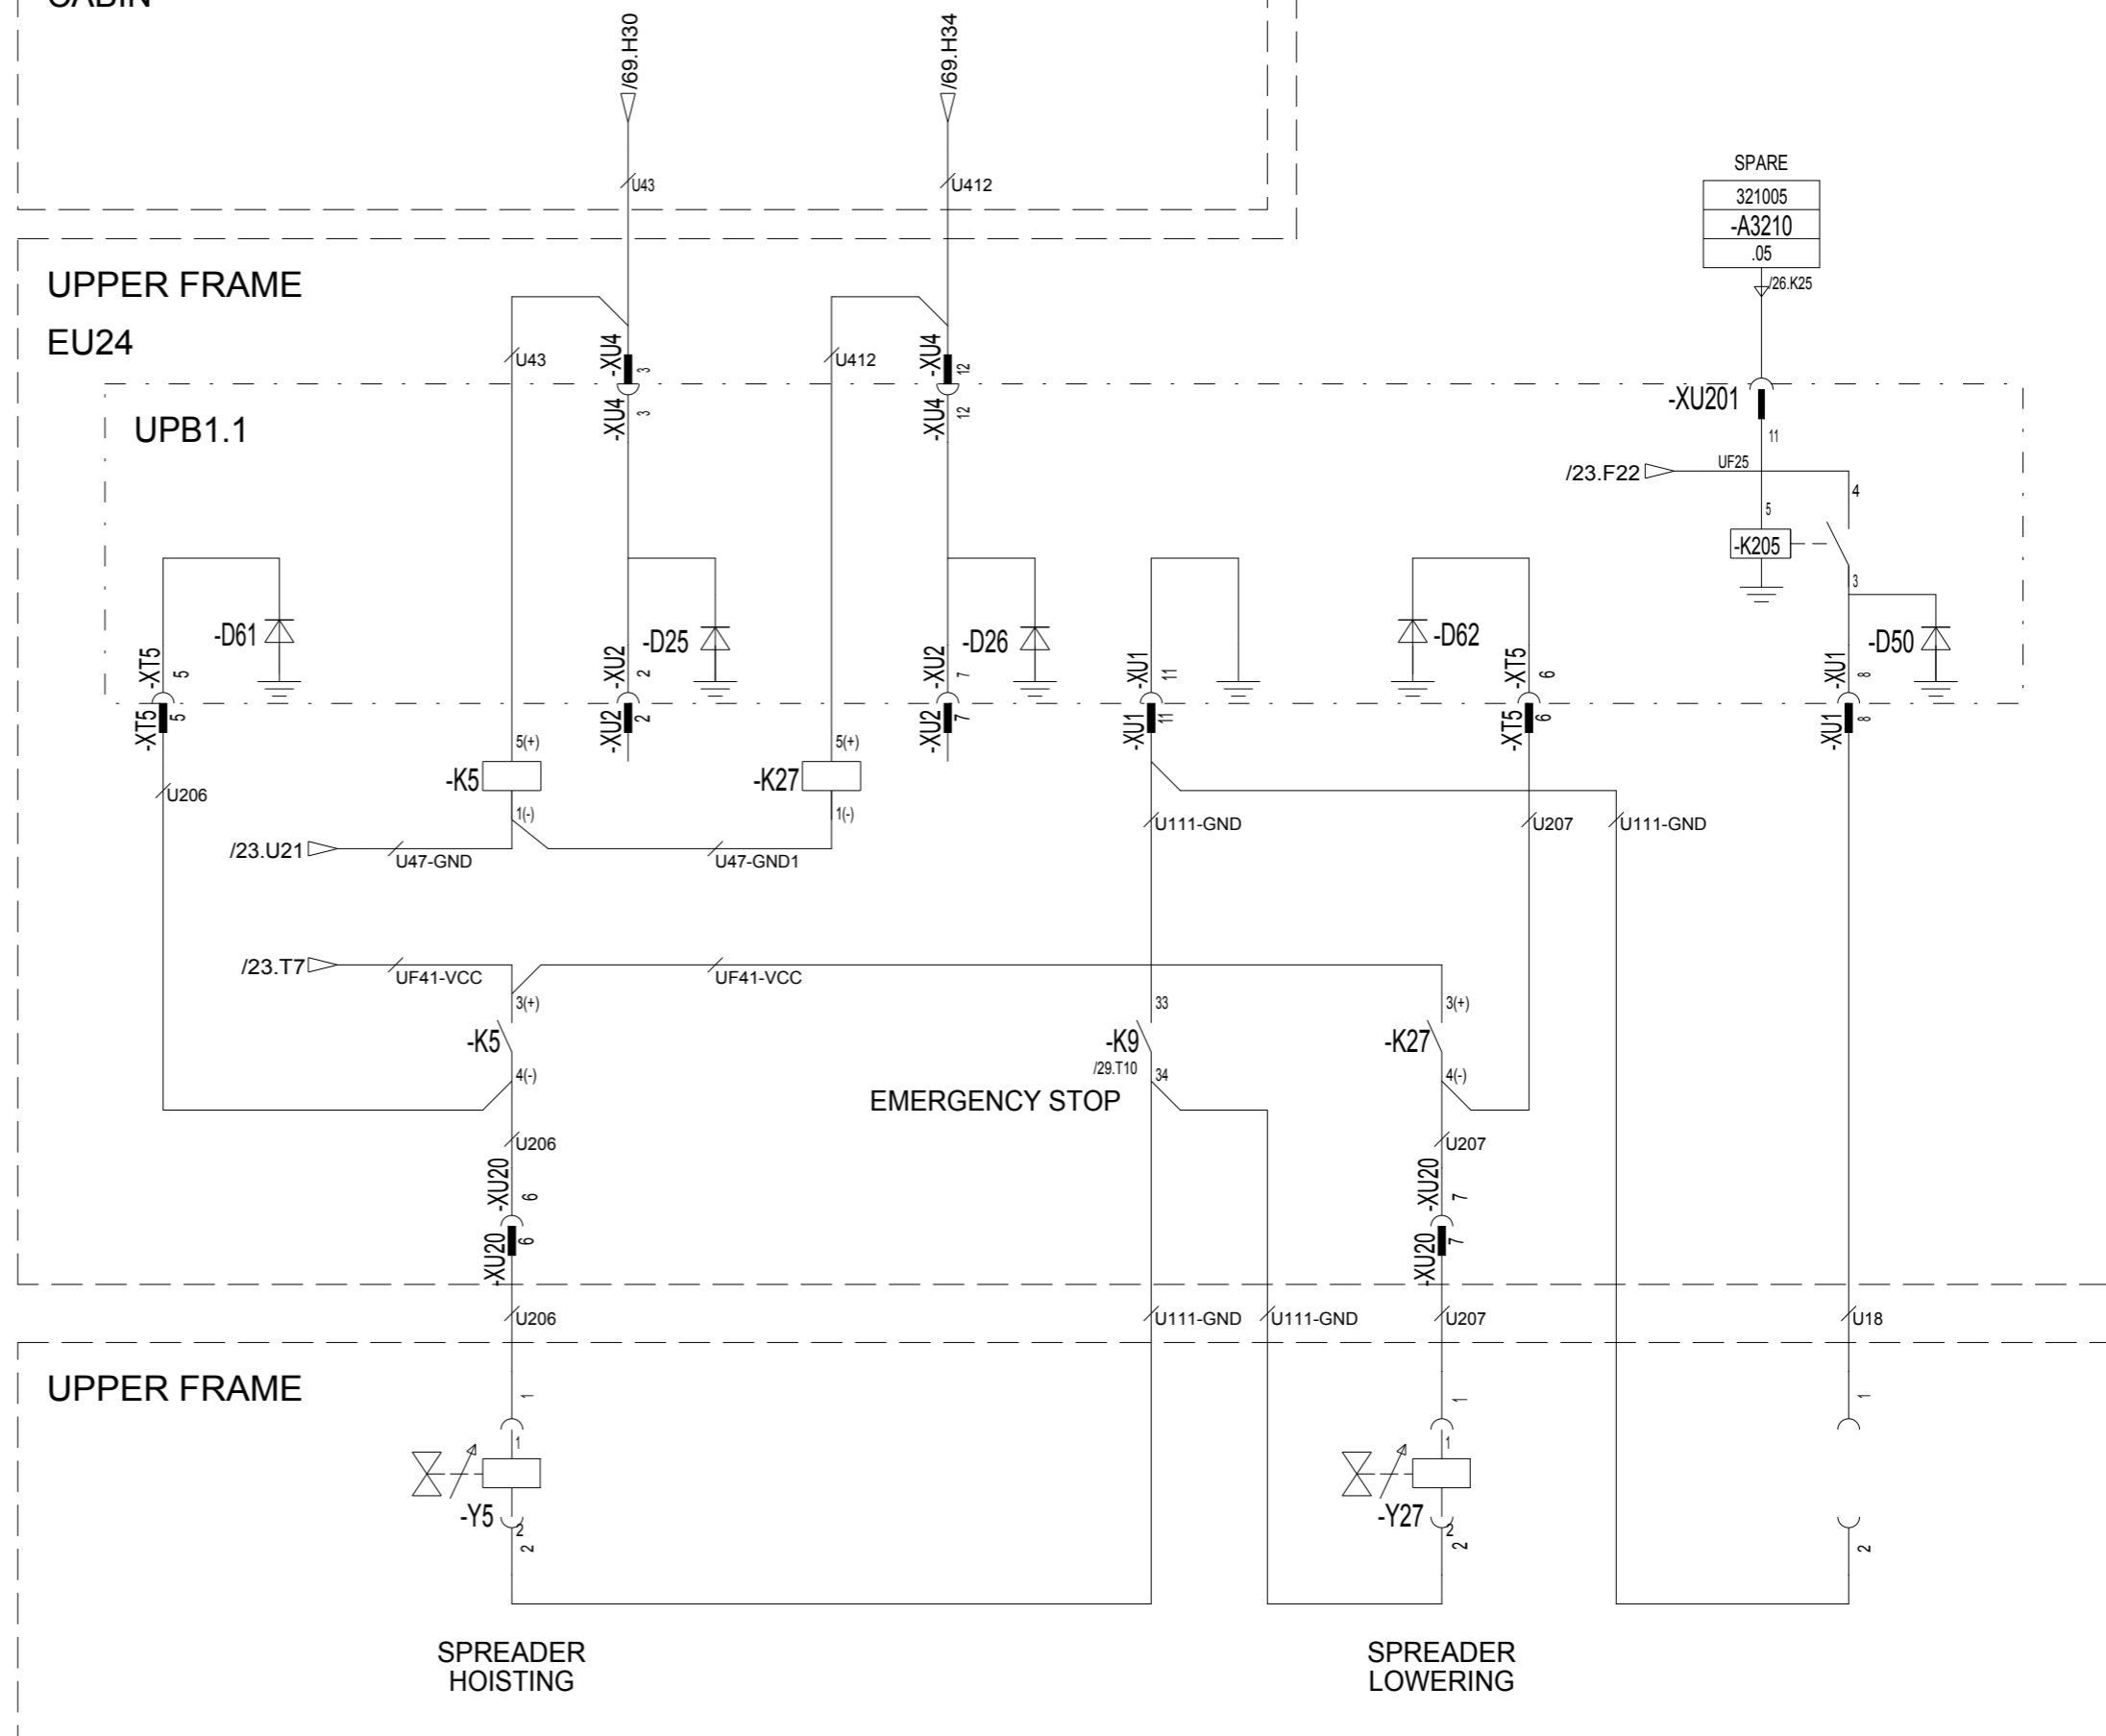 CABIN
/69.H30
/69.H34
U43
U412
SPARE
321005
-A3210
.05
/26.K25
UPPER FRAME
EU24
U43
-XU4
3
U412
-XU4
12
UPB1.1
-XU4
3
-XU4
12
-XU201
11
/23.F22
UF25
4
5
-K205
3
-D61
-D25
-D26
-D62
-D50
-XT5
5
-XU2
2
-XU2
7
-XU1
11
-XT5
6
-XU1
8
-XT5
5
-XU2
2
-XU2
7
-XU1
11
-XT5
6
-XU1
8
5(+)
5(+)
-K5
-K27
1(-)
1(-)
U206
/23.U21
U47-GND
U47-GND1
U111-GND
U207
U111-GND
/23.T7
UF41-VCC
UF41-VCC
3(+)
33
3(+)
-K5
-K9
-K27
/29.T10
4(-)
34
4(-)
EMERGENCY STOP
U206
U207
-XU20
6
-XU20
7
-XU20
6
-XU20
7
U206
U111-GND
U111-GND
U207
U18
UPPER FRAME
1
1
1
1
1
-Y5
2
-Y27
2
2
2
2
SPREADER
HOISTING
SPREADER
LOWERING